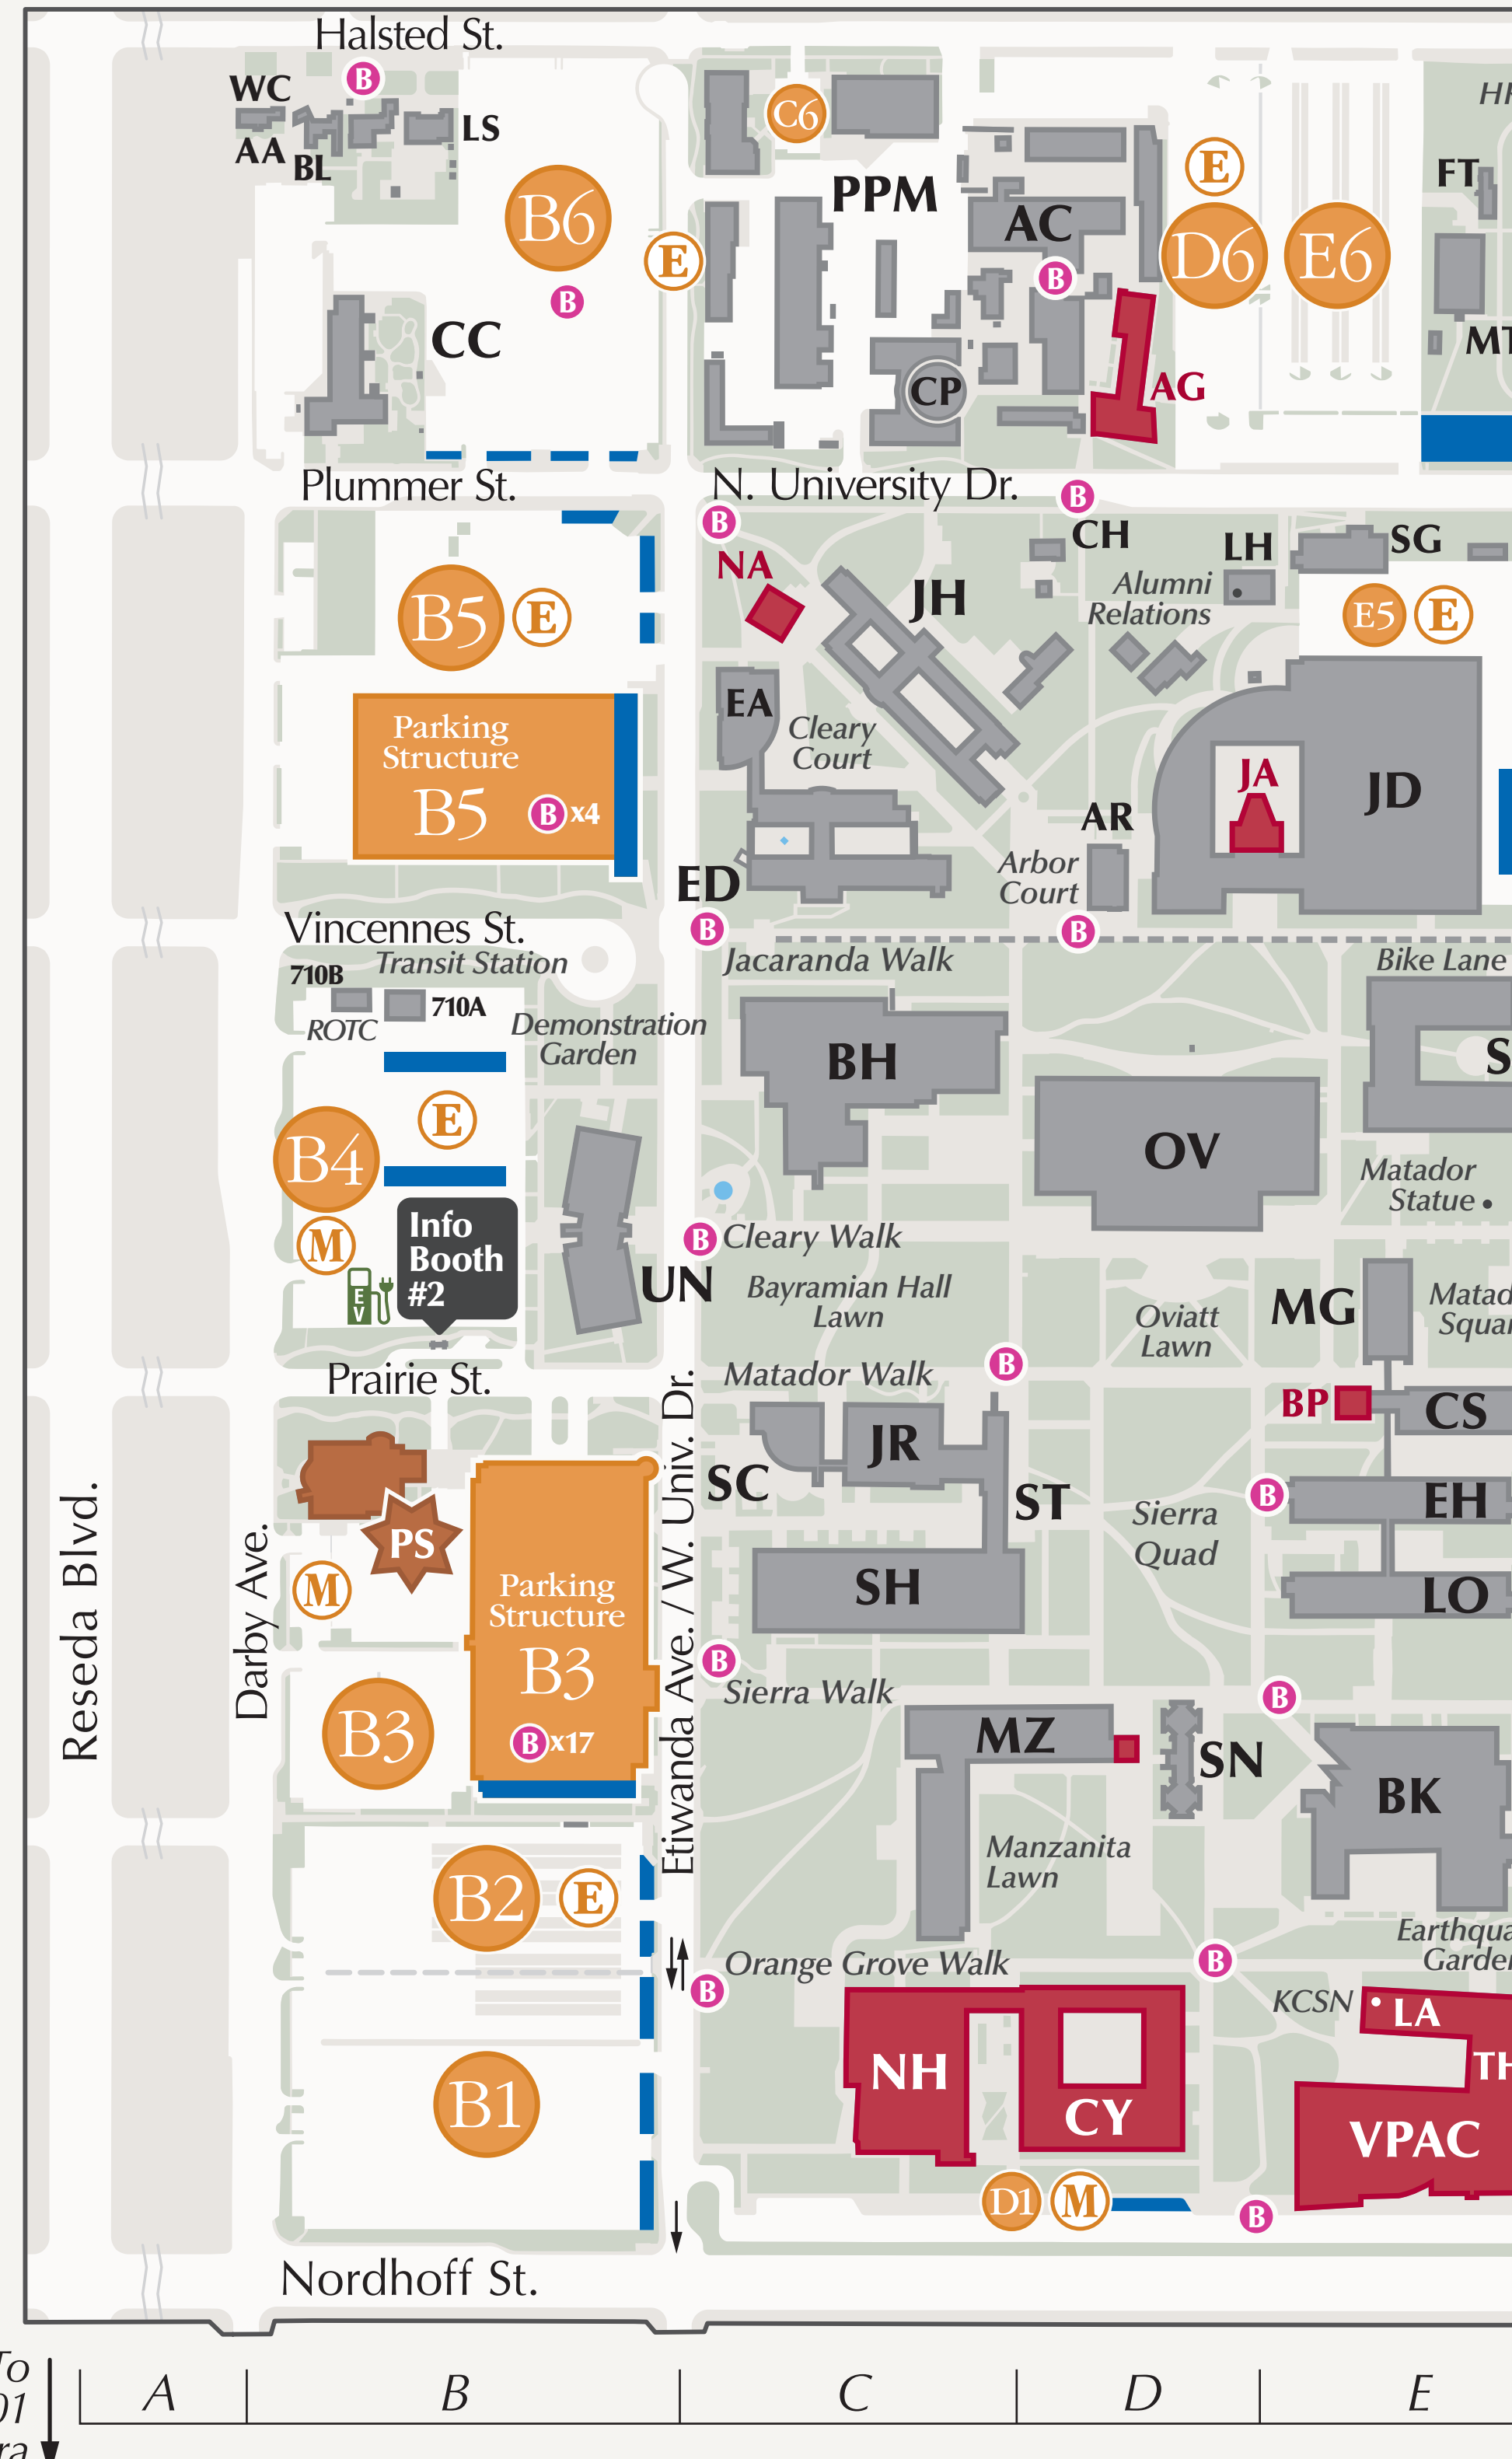 Halsted St.
WC
B
AA
BL
LS
B6
B
E
CC
C6
PPM
AC
B
CP
AG
E
D6
E6
FT
Plummer St.
N. University Dr.
B
B
NA
JH
CH
LH
SG
Alumni
Relations
E5
E
B5
E
Parking
Structure
B5
B x4
EA
Cleary
Court
ED
B
AR
Arbor
Court
B
JA
JD
Vincennes St.
Transit Station
710B
710A
ROTC
Demonstration
Garden
Jacaranda Walk
Bike Lane
BH
OV
S
Matador
Statue
B4
E
M
EV
Info
Booth
#2
UN
B
Cleary Walk
Bayramian Hall
Lawn
Oviatt
Lawn
MG
Prairie St.
Matador Walk
B
BP
CS
JR
SC
ST
B
EH
Sierra
Quad
SH
LO
PS
M
Parking
Structure
B3
B x17
B3
Reseda Blvd.
Darby Ave.
Etiwanda Ave. / W. Univ. Dr.
B
Sierra Walk
B
MZ
SN
BK
Manzanita
Lawn
B2
E
B
Orange Grove Walk
B
KCSN
LA
NH
CY
VPAC
B1
D1
M
B
Nordhoff St.
To
A
B
C
D
E